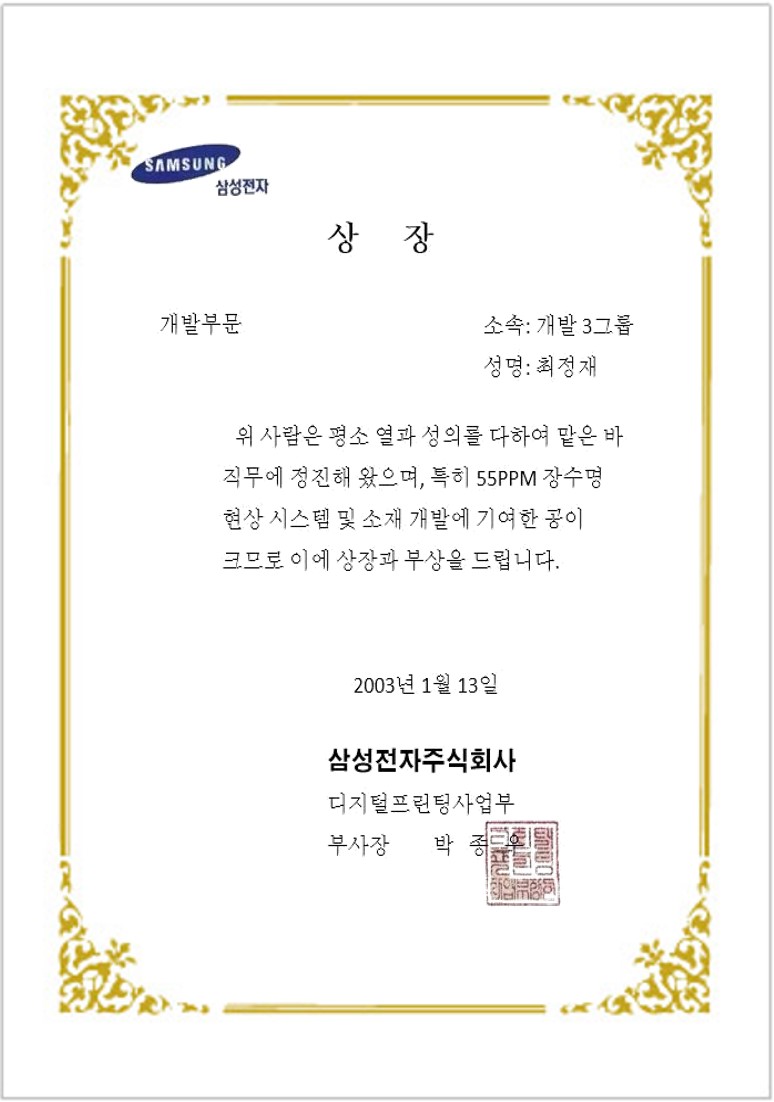 SAMSUNG
삼성전자
상 장
개발부문
소속: 개발 3그룹
성명: 최정재
위 사람은 평소 열과 성의를 다하여 맡은 바
직무에 정진해 왔으며, 특히 55PPM 장수명
현상 시스템 및 소재 개발에 기여한 공이
크므로 이에 상장과 부상을 드립니다.
2003년 1월 13일
삼성전자주식회사
디지털프린팅사업부
부사장 박 종 우